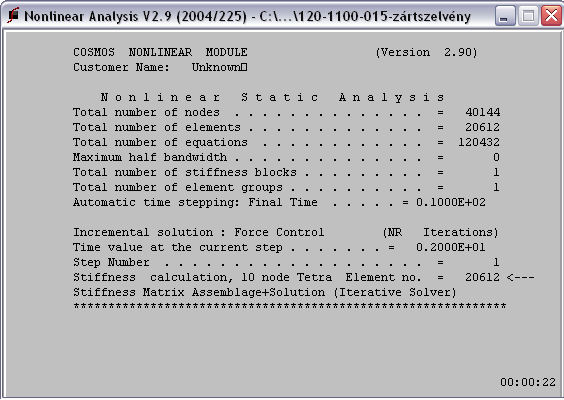 Nonlinear Analysis V2.9 (2004/225) - C:\...\120-1100-015-zártszelvény
COSMOS NONLINEAR MODULE (Version 2.90)
Customer Name: Unknown□
N o n l i n e a r S t a t i c A n a l y s i s
Total number of nodes . . . . . . . . . . . . . . = 40144
Total number of elements . . . . . . . . . . . . . = 20612
Total number of equations . . . . . . . . . . . . = 120432
Maximum half bandwidth . . . . . . . . . . . . . . = 0
Total number of stiffness blocks . . . . . . . . . = 1
Total number of element groups . . . . . . . . . . = 1
Automatic time stepping: Final Time . . . . . = 0.1000E+02
Incremental solution : Force Control (NR Iterations)
Time value at the current step . . . . . . . = 0.2000E+01
Step Number . . . . . . . . . . . . . . . . . . . = 1
Stiffness calculation, 10 node Tetra Element no. = 20612 <---
Stiffness Matrix Assemblage+Solution (Iterative Solver)
******************************************************************
00:00:22